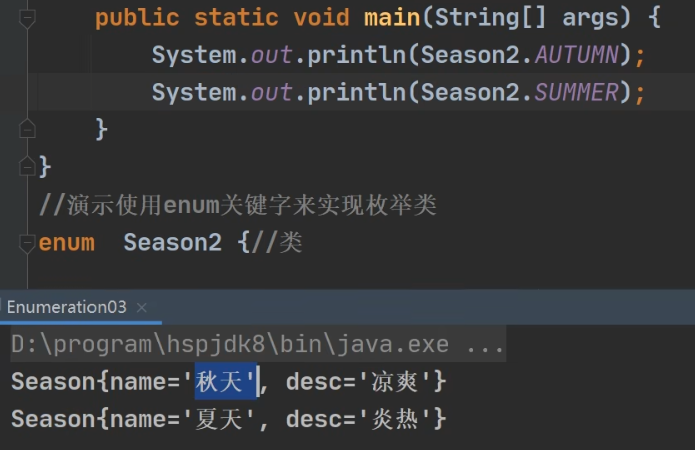 public static void main(String[] args) {
System.out.println(Season2.AUTUMN);
System.out.println(Season2.SUMMER);
}
}
//演示使用enum关键字来实现枚举类
enum  Season2 {//类
Enumeration03 ×
D:\program\hspjdk8\bin\java.exe ...
Season{name='秋天', desc='凉爽'}
Season{name='夏天', desc='炎热'}